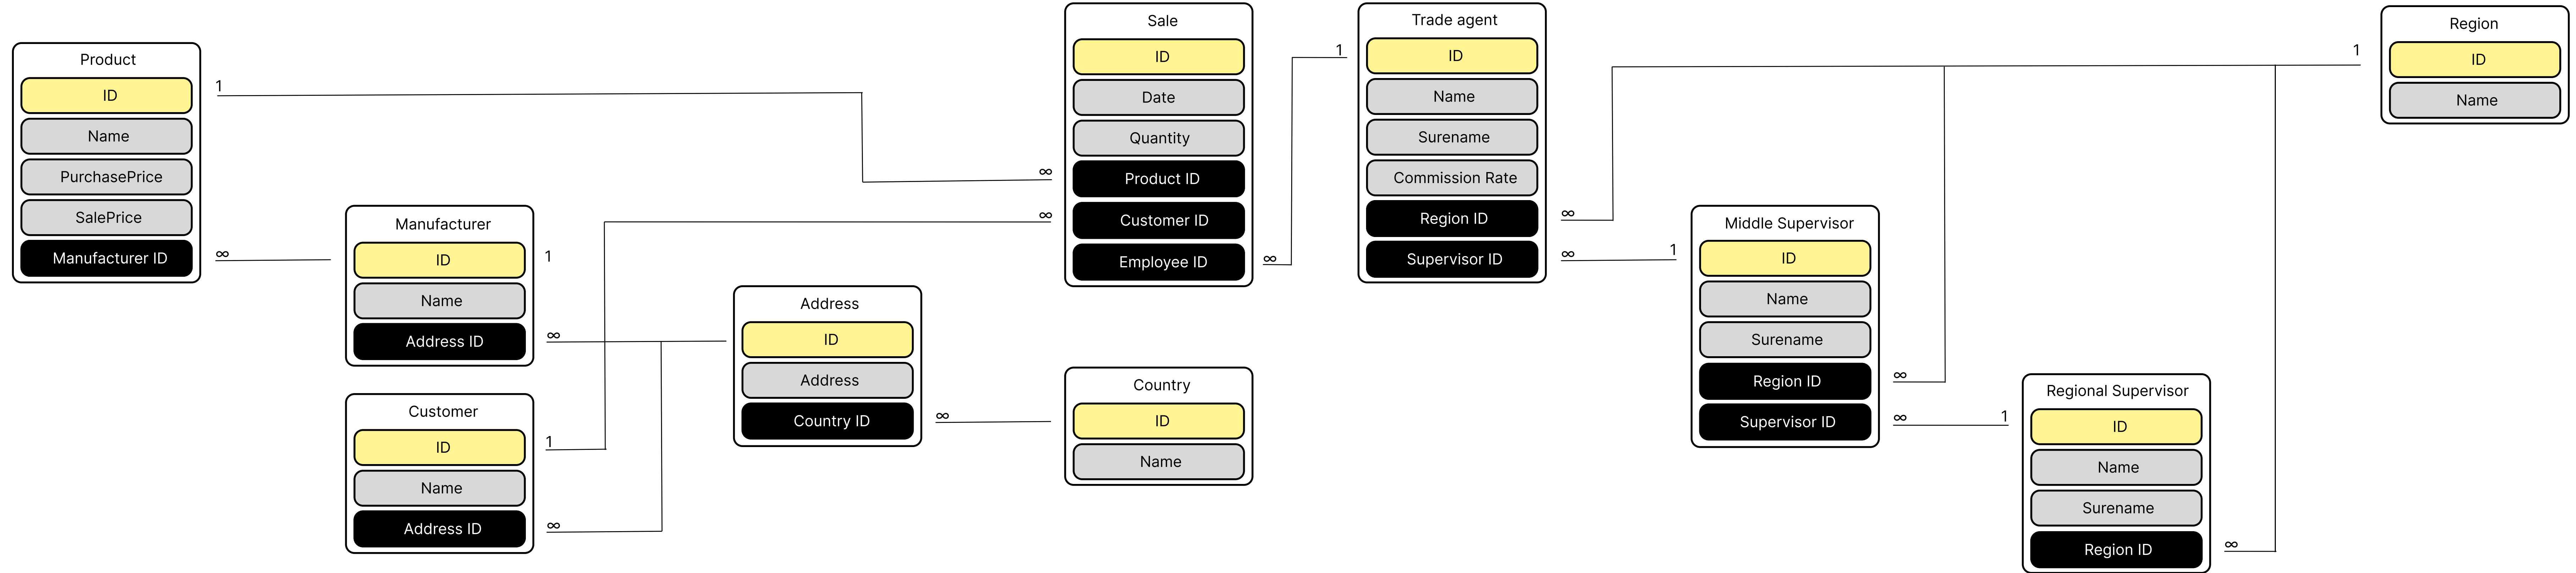 Product
ID
Name
PurchasePrice
SalePrice
Manufacturer ID
1
∞
Manufacturer
ID
Name
Address ID
1
∞
Customer
ID
Name
Address ID
1
∞
Address
ID
Address
Country ID
∞
Sale
ID
Date
Quantity
Product ID
Customer ID
Employee ID
∞
∞
∞
Country
ID
Name
Trade agent
ID
Name
Surename
Commission Rate
Region ID
Supervisor ID
1
∞
∞
Middle Supervisor
ID
Name
Surename
Region ID
Supervisor ID
1
∞
∞
Regional Supervisor
ID
Name
Surename
Region ID
1
∞
Region
ID
Name
1